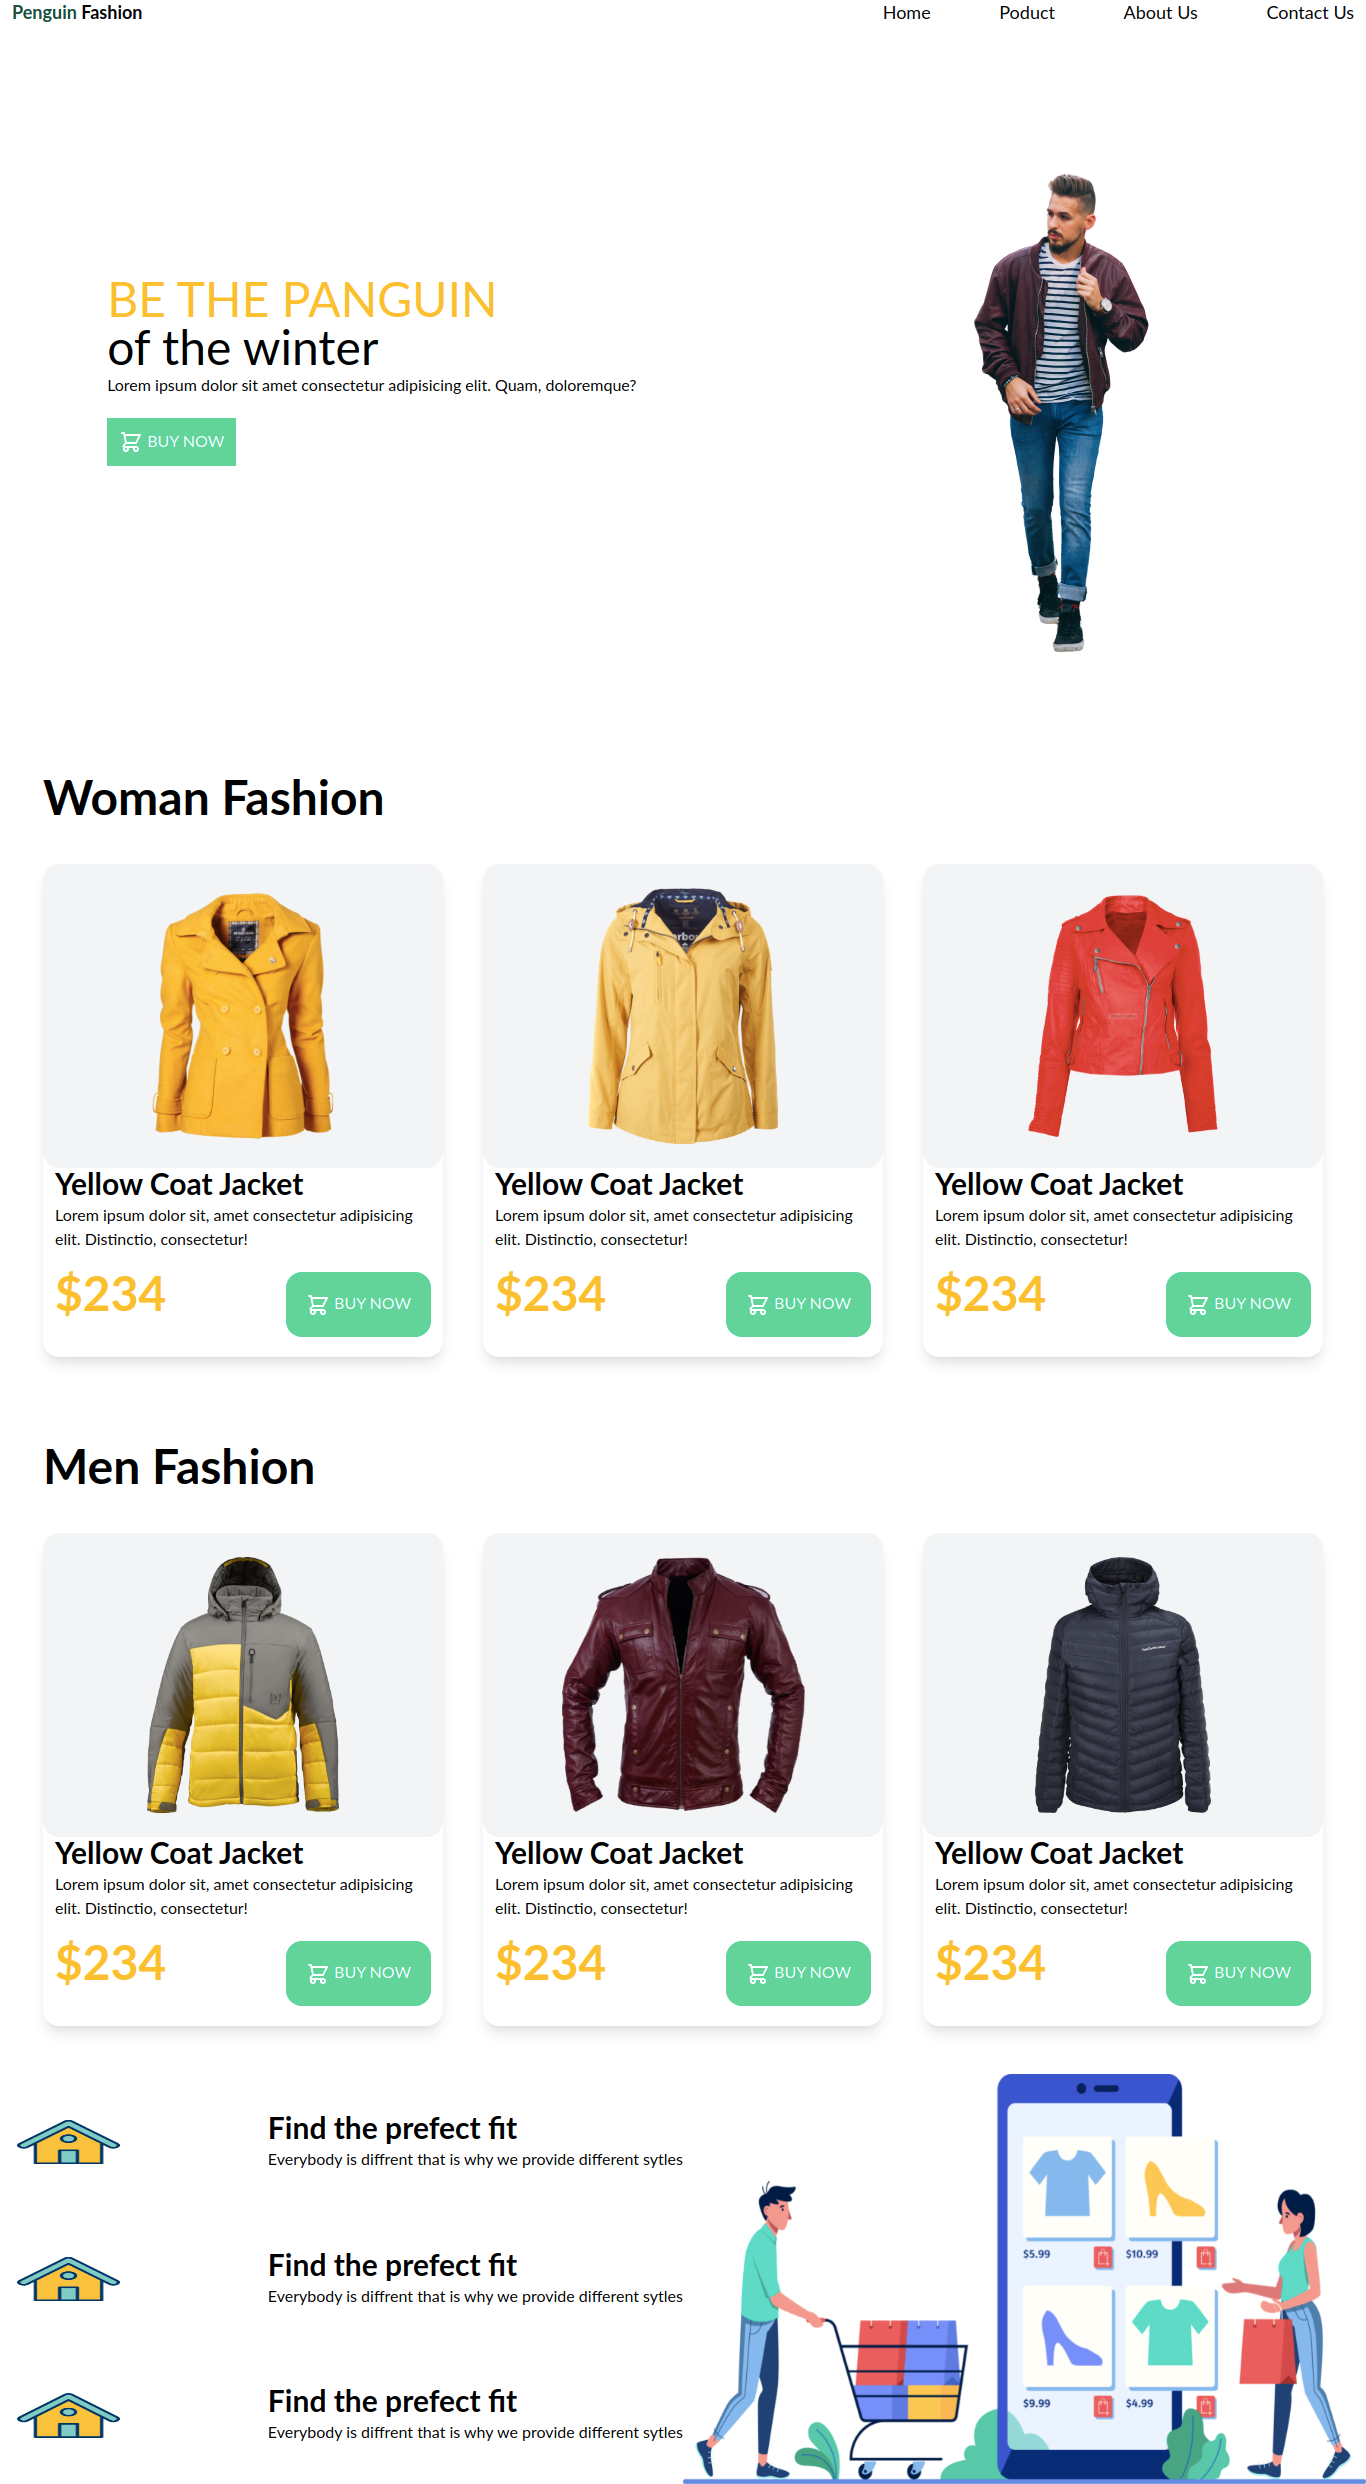 Penguin Fashion
Home Poduct About Us Contact Us
BE THE PANGUIN
of the winter
Lorem ipsum dolor sit amet consectetur adipisicing elit. Quam, doloremque?
BUY NOW
Woman Fashion
Yellow Coat Jacket
Lorem ipsum dolor sit, amet consectetur adipisicing
elit. Distinctio, consectetur!
$234
BUY NOW
Yellow Coat Jacket
Lorem ipsum dolor sit, amet consectetur adipisicing
elit. Distinctio, consectetur!
$234
BUY NOW
Yellow Coat Jacket
Lorem ipsum dolor sit, amet consectetur adipisicing
elit. Distinctio, consectetur!
$234
BUY NOW
Men Fashion
Yellow Coat Jacket
Lorem ipsum dolor sit, amet consectetur adipisicing
elit. Distinctio, consectetur!
$234
BUY NOW
Yellow Coat Jacket
Lorem ipsum dolor sit, amet consectetur adipisicing
elit. Distinctio, consectetur!
$234
BUY NOW
Yellow Coat Jacket
Lorem ipsum dolor sit, amet consectetur adipisicing
elit. Distinctio, consectetur!
$234
BUY NOW
Find the prefect fit
Everybody is diffrent that is why we provide different sytles
Find the prefect fit
Everybody is diffrent that is why we provide different sytles
Find the prefect fit
Everybody is diffrent that is why we provide different sytles
$5.99
$10.99
$9.99
$4.99